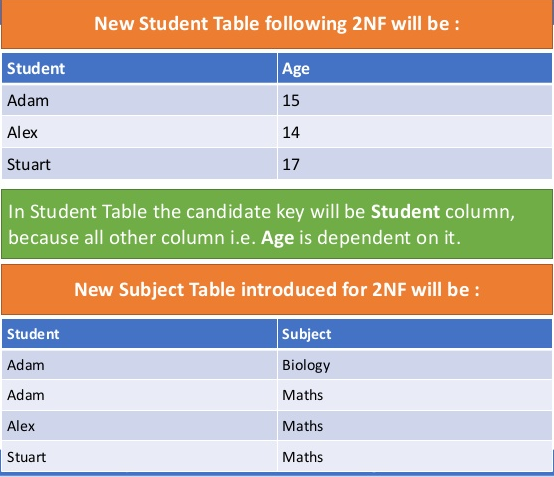 New Student Table following 2NF will be :
Student Age
Adam 15
Alex 14
Stuart 17
In Student Table the candidate key will be Student column,
because all other column i.e. Age is dependent on it.
New Subject Table introduced for 2NF will be :
Student Subject
Adam Biology
Adam Maths
Alex Maths
Stuart Maths